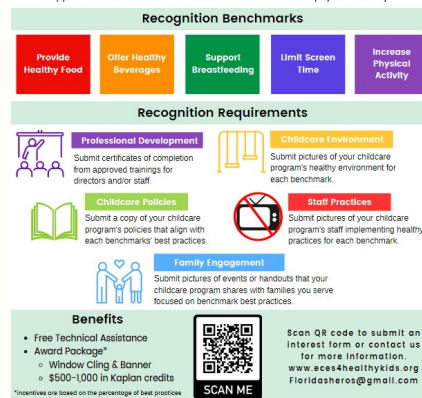 Recognition Benchmarks
Provide
Healthy Food
Offer Healthy
Beverages
Support
Breastfeeding
Limit Screen
Time
Increase
Physical
Activity
Recognition Requirements
Professional Development
Submit certificates of completion
from approved trainings for
directors and/or staff.
Childcare Environment
Submit pictures of your childcare
program's healthy environment for
each benchmark.
Childcare Policies
Submit a copy of your childcare
program's policies that align with
each benchmarks' best practices.
Staff Practices
Submit pictures of your childcare
program's staff implementing healthy
practices for each benchmark.
Family Engagement
Submit pictures of events or handouts that your
childcare program shares with families you serve
focused on benchmark best practices.
Benefits
• Free Technical Assistance
• Award Package*
○ Window Cling & Banner
○ $500-1,000 in Kaplan credits
*incentives are based on the percentage of best practices
SCAN ME
Scan QR code to submit an
interest form or contact us
for more information.
www.eces4healthykids.org
Floridasheros@gmail.com